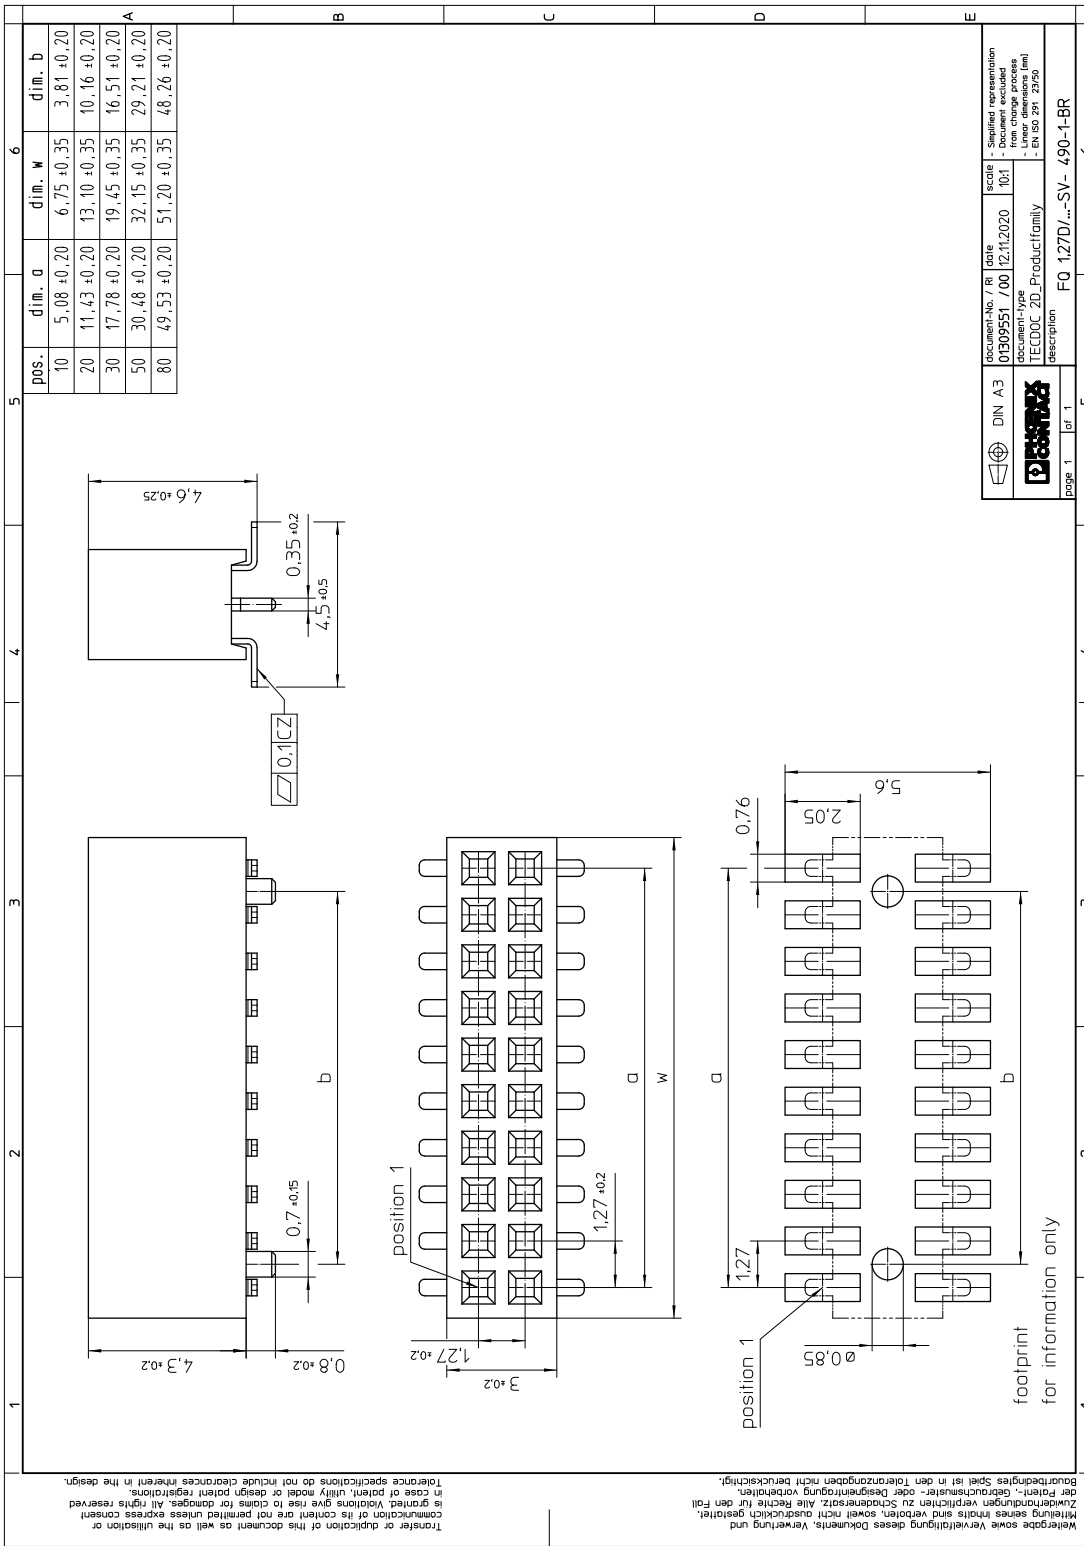 pos. dim. a dim. w dim. b
10 5,08 ±0,20 6,75 ±0,35 3,81 ±0,20
20 11,43 ±0,20 13,10 ±0,35 10,16 ±0,20
30 17,78 ±0,20 19,45 ±0,35 16,51 ±0,20
50 30,48 ±0,20 32,15 ±0,35 29,21 ±0,20
80 49,53 ±0,20 51,20 ±0,35 48,26 ±0,20
1 2 3 4 5 6
A B C D E
4,3 ±0,2
0,8 ±0,2
0,7 ±0,15
b
0,1CZ
4,6 ±0,25
0,35 ±0,2
4,5 ±0,5
position 1
1,27 ±0,2
3 ±0,2
1,27 ±0,2
a
w
position 1
1,27
a
0,76
2,05
5,6
Ø0,85
b
footprint
for information only
DIN A3
PHOENIX
CONTACT
page 1 of 1
document-No. / RI date scale
01309551 / 00 12.11.2020 10:1
document-type
TECDOC 2D_Productfamily
description
FQ 1,27D/...-SV- 490-1-BR
- Simplified representation
- Document excluded
from change process
- Linear dimensions [mm]
- EN ISO 291 23/50
Transfer or duplication of this document as well as the utilisation or
communication of its content are not permitted unless express consent
is granted. Violations give rise to claims for damages. All rights reserved
in case of patent, utility model or design patent registrations.
Tolerance specifications do not include clearances inherent in the design.
Weitergabe sowie Vervielfältigung dieses Dokuments, Verwertung und
Mitteilung seines Inhalts sind verboten, soweit nicht ausdrücklich gestattet.
Zuwiderhandlungen verpflichten zu Schadenersatz. Alle Rechte für den Fall
der Patent-, Gebrauchsmuster- oder Designeintragung vorbehalten.
Bauartbedingtes Spiel ist in den Toleranzangaben nicht berücksichtigt.